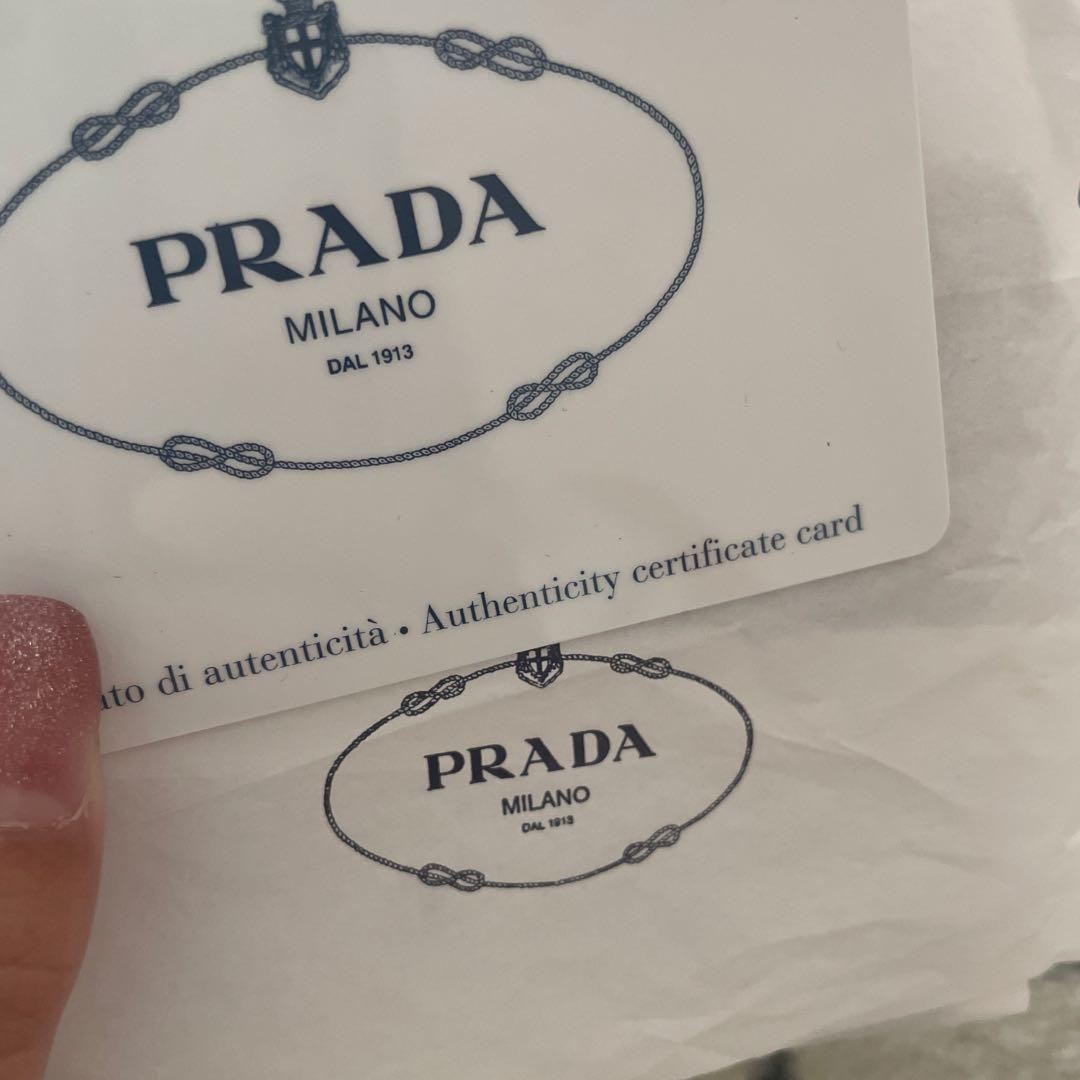 PRADA
MILANO
DAL 1913
ato di autenticità • Authenticity certificate card
PRADA
MILANO
DAL 1913